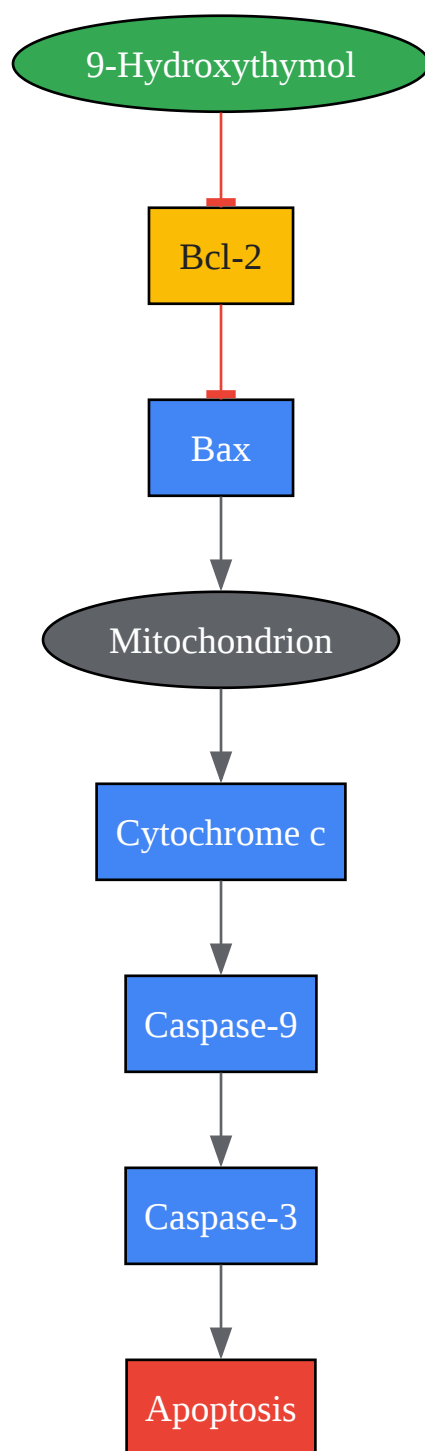 9-Hydroxythymol
Bcl-2
Bax
Mitochondrion
Cytochrome c
Caspase-9
Caspase-3
Apoptosis